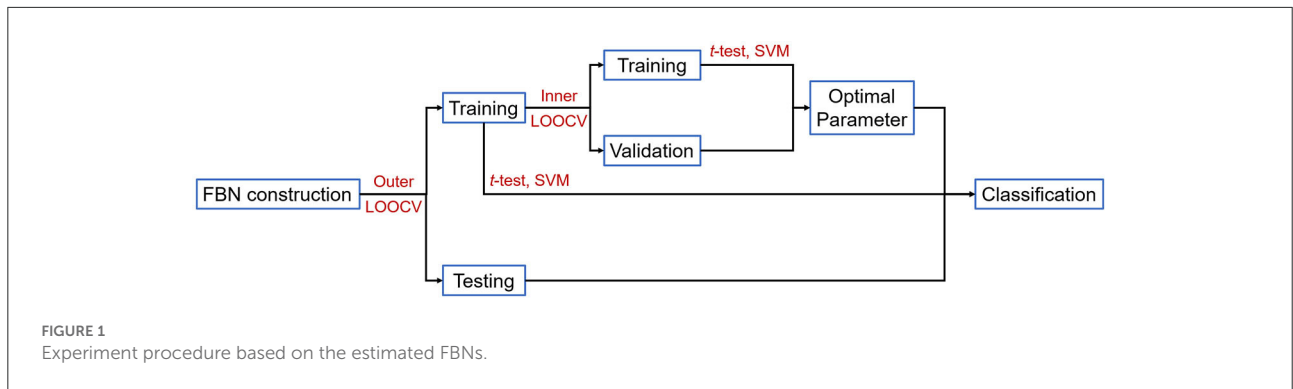 t-test, SVM
Training
Optimal
Parameter
Inner
LOOCV
Training
Validation
Outer
LOOCV
t-test, SVM
FBN construction
Classification
Testing
FIGURE 1
Experiment procedure based on the estimated FBNs.